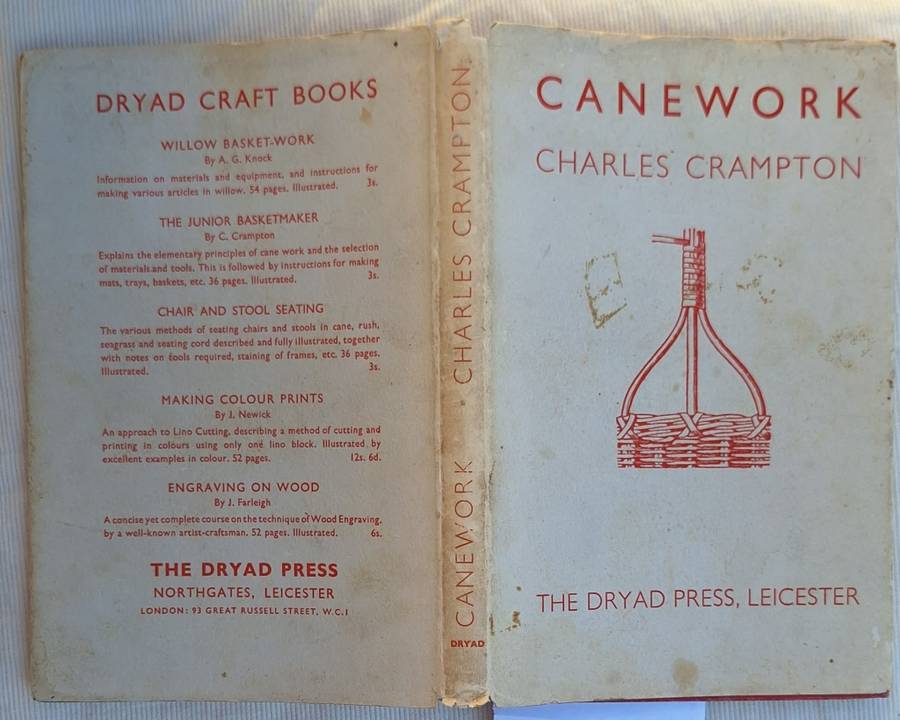 DRYAD CRAFT BOOKS
WILLOW BASKET-WORK
By A. G. Knock
Information on materials and equipment, and instructions for
making various articles in willow. 54 pages. Illustrated. 3s.
THE JUNIOR BASKETMAKER
By C. Crampton
Explains the elementary principles of cane work and the selection
of materials and tools. This is followed by instructions for making
mats, trays, baskets, etc. 36 pages. Illustrated. 3s.
CHAIR AND STOOL SEATING
The various methods of seating chairs and stools in cane, rush,
seagrass and seating cord described and fully illustrated, together
with notes on tools required, staining of frames, etc. 36 pages.
Illustrated. 3s.
MAKING COLOUR PRINTS
By J. Newick
An approach to Lino Cutting, describing a method of cutting and
printing in colours using only one lino block. Illustrated by
excellent examples in colour. 52 pages. 12s. 6d.
ENGRAVING ON WOOD
By J. Farleigh
A concise yet complete course on the technique of Wood Engraving,
by a well-known artist-craftsman. 52 pages. Illustrated. 6s.
THE DRYAD PRESS
NORTHGATES, LEICESTER
LONDON: 93 GREAT RUSSELL STREET, W.C.1
CANEWORK - CHARLES CRAMPTON
DRYAD
CANEWORK
CHARLES CRAMPTON
THE DRYAD PRESS, LEICESTER